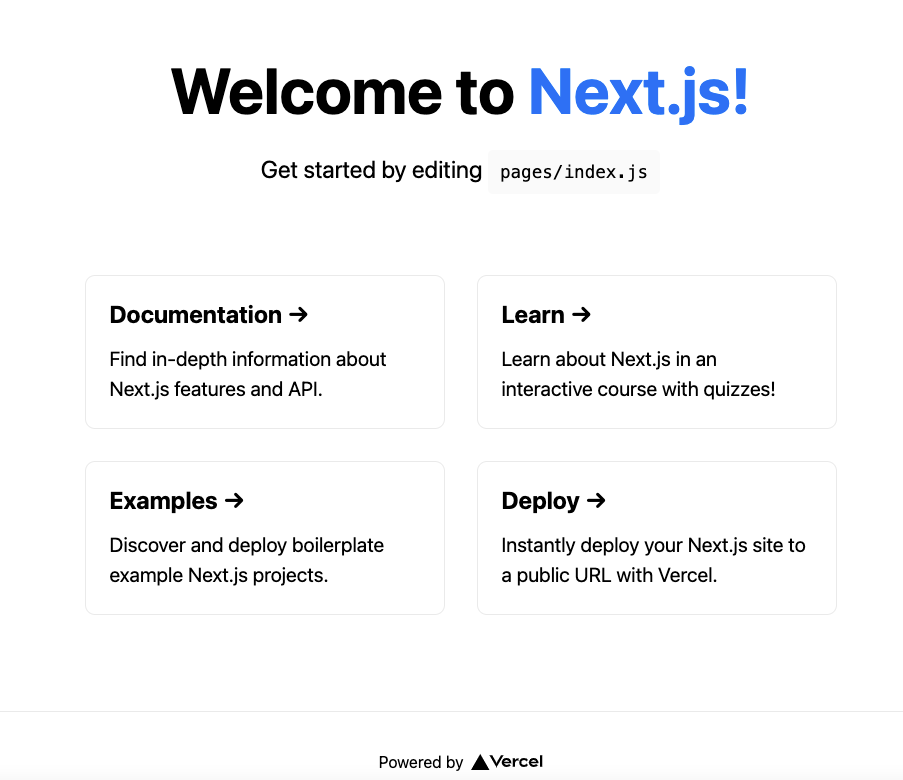 Welcome to Next.js!
Get started by editing pages/index.js
Documentation →
Find in-depth information about
Next.js features and API.
Learn →
Learn about Next.js in an
interactive course with quizzes!
Examples →
Discover and deploy boilerplate
example Next.js projects.
Deploy →
Instantly deploy your Next.js site to
a public URL with Vercel.
Powered by Vercel